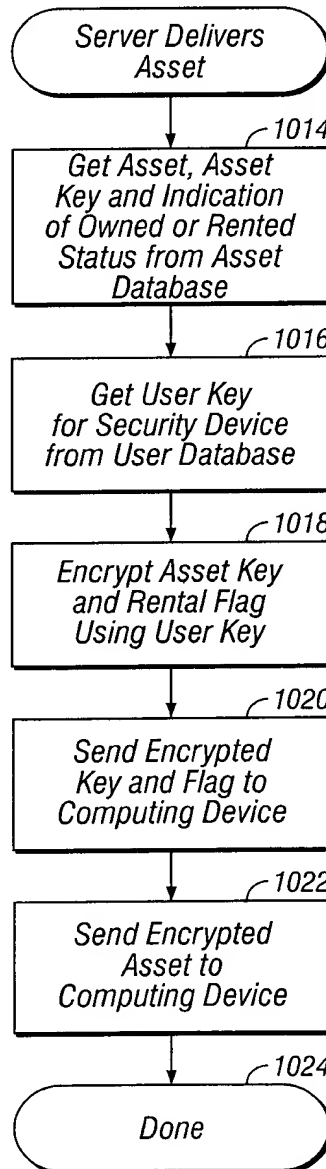 Server Delivers
Asset
1014
Get Asset, Asset
Key and Indication
of Owned or Rented
Status from Asset
Database
1016
Get User Key
for Security Device
from User Database
1018
Encrypt Asset Key
and Rental Flag
Using User Key
1020
Send Encrypted
Key and Flag to
Computing Device
1022
Send Encrypted
Asset to
Computing Device
1024
Done